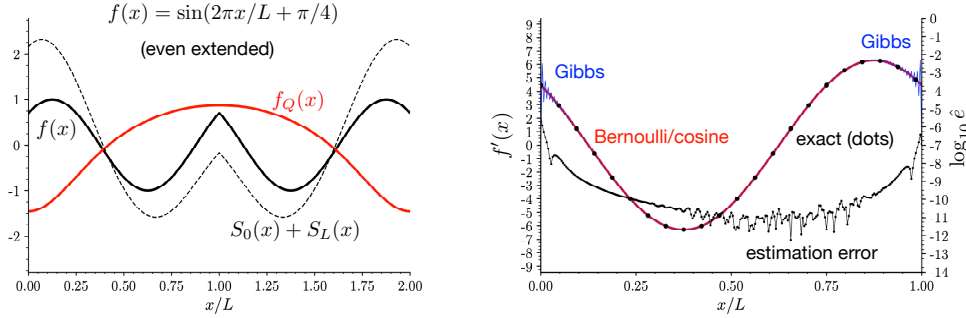 f(x) = sin(2πx/L + π/4)
(even extended)
f_Q(x)
f(x)
S_0(x) + S_L(x)
2
1
0
-1
-2
0.00 0.25 0.50 0.75 1.00 1.25 1.50 1.75 2.00
x/L
Gibbs
Gibbs
Bernoulli/cosine
exact (dots)
estimation error
f′(x)
9
8
7
6
5
4
3
2
1
0
-1
-2
-3
-4
-5
-6
-7
-8
-9
0
-1
-2
-3
-4
-5
-6
-7
-8
-9
-10
-11
-12
13
14
log₁₀ ê
0.00 0.25 0.50 0.75 1.00
x/L